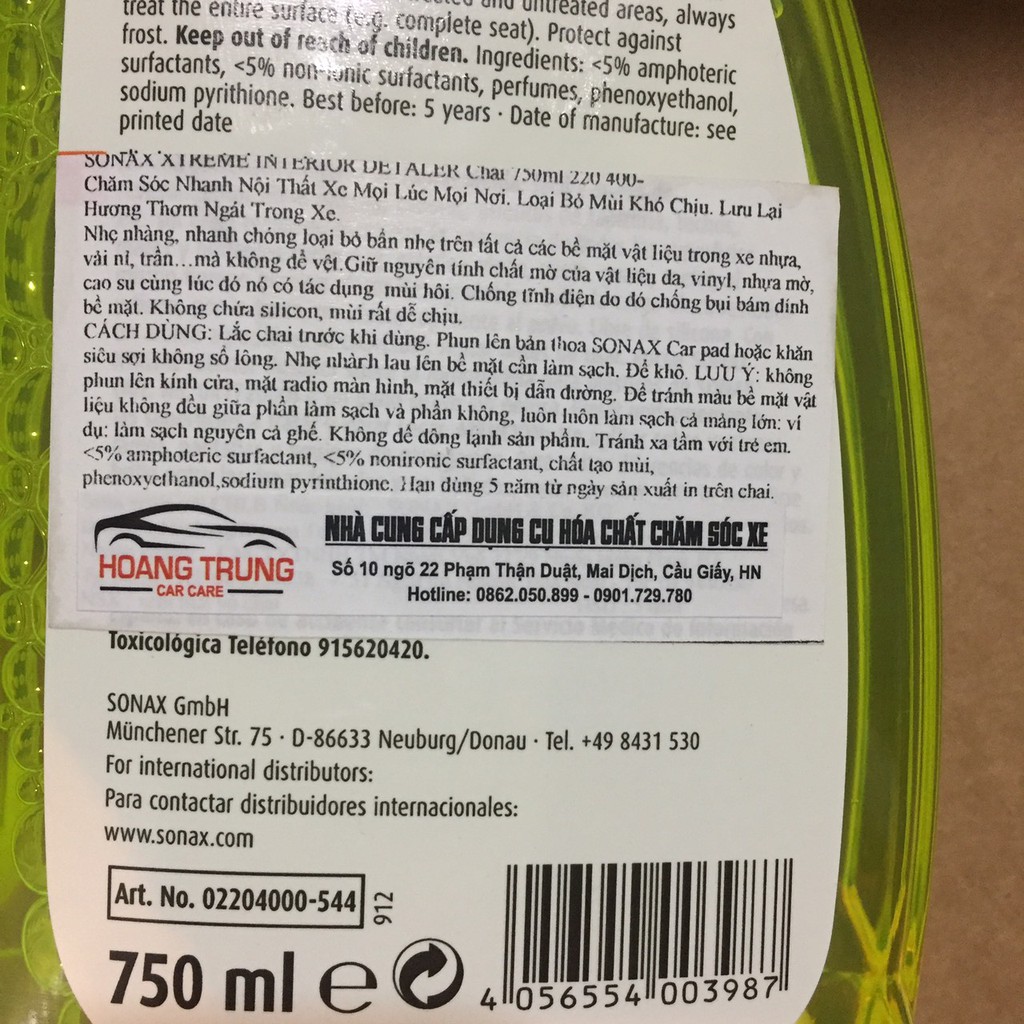 and untreated areas, always
treat the entire surface (e.g. complete seat). Protect against
frost. Keep out of reach of children. Ingredients: <5% amphoteric
surfactants, <5% non-ionic surfactants, perfumes, phenoxyethanol,
sodium pyrithione. Best before: 5 years · Date of manufacture: see
printed date
SONAX XTREME INTERIOR DETALER Chai 750ml 220 400-
Chăm Sóc Nhanh Nội Thất Xe Mọi Lúc Mọi Nơi. Loại Bỏ Mùi Khó Chịu. Lưu Lại
Hương Thơm Ngát Trong Xe.
Nhẹ nhàng, nhanh chóng loại bỏ bẩn nhẹ trên tất cả các bề mặt vật liệu trong xe nhựa,
vải nỉ, trần...mà không để vệt.Giữ nguyên tính chất mờ của vật liệu da, vinyl, nhựa mờ,
cao su cùng lúc đó nó có tác dụng mùi hôi. Chống tĩnh điện do đó chống bụi bám dính
bề mặt. Không chứa silicon, mùi rất dễ chịu.
CÁCH DÙNG: Lắc chai trước khi dùng. Phun lên bản thoa SONAX Car pad hoặc khăn
siêu sợi không sổ lông. Nhẹ nhàrh lau lên bề mặt cần làm sạch. Để khô. LƯU Ý: không
phun lên kính cửa, mặt radio màn hình, mặt thiết bị dẫn đường. Để tránh màu bề mặt vật
liệu không đều giữa phần làm sạch và phần không, luôn luôn làm sạch cả mảng lớn: ví
dụ: làm sạch nguyên cả ghế. Không để đông lạnh sản phẩm. Tránh xa tầm với trẻ em.
<5% amphoteric surfactant, <5% nonironic surfactant, chất tạo mùi,
phenoxyethanol,sodium pyrinthione. Hạn dùng 5 năm từ ngày sản xuất in trên chai.
HOANG TRUNG
CAR CARE
NHÀ CUNG CẤP DỤNG CỤ HÓA CHẤT CHĂM SÓC XE
Số 10 ngõ 22 Phạm Thận Duật, Mai Dịch, Cầu Giấy, HN
Hotline: 0862.050.899 - 0901.729.780
Toxicológica Teléfono 915620420.
SONAX GmbH
Münchener Str. 75 · D-86633 Neuburg/Donau · Tel. +49 8431 530
For international distributors:
Para contactar distribuidores internacionales:
www.sonax.com
Art. No. 02204000-544
912
750 ml e
4 056554 003987